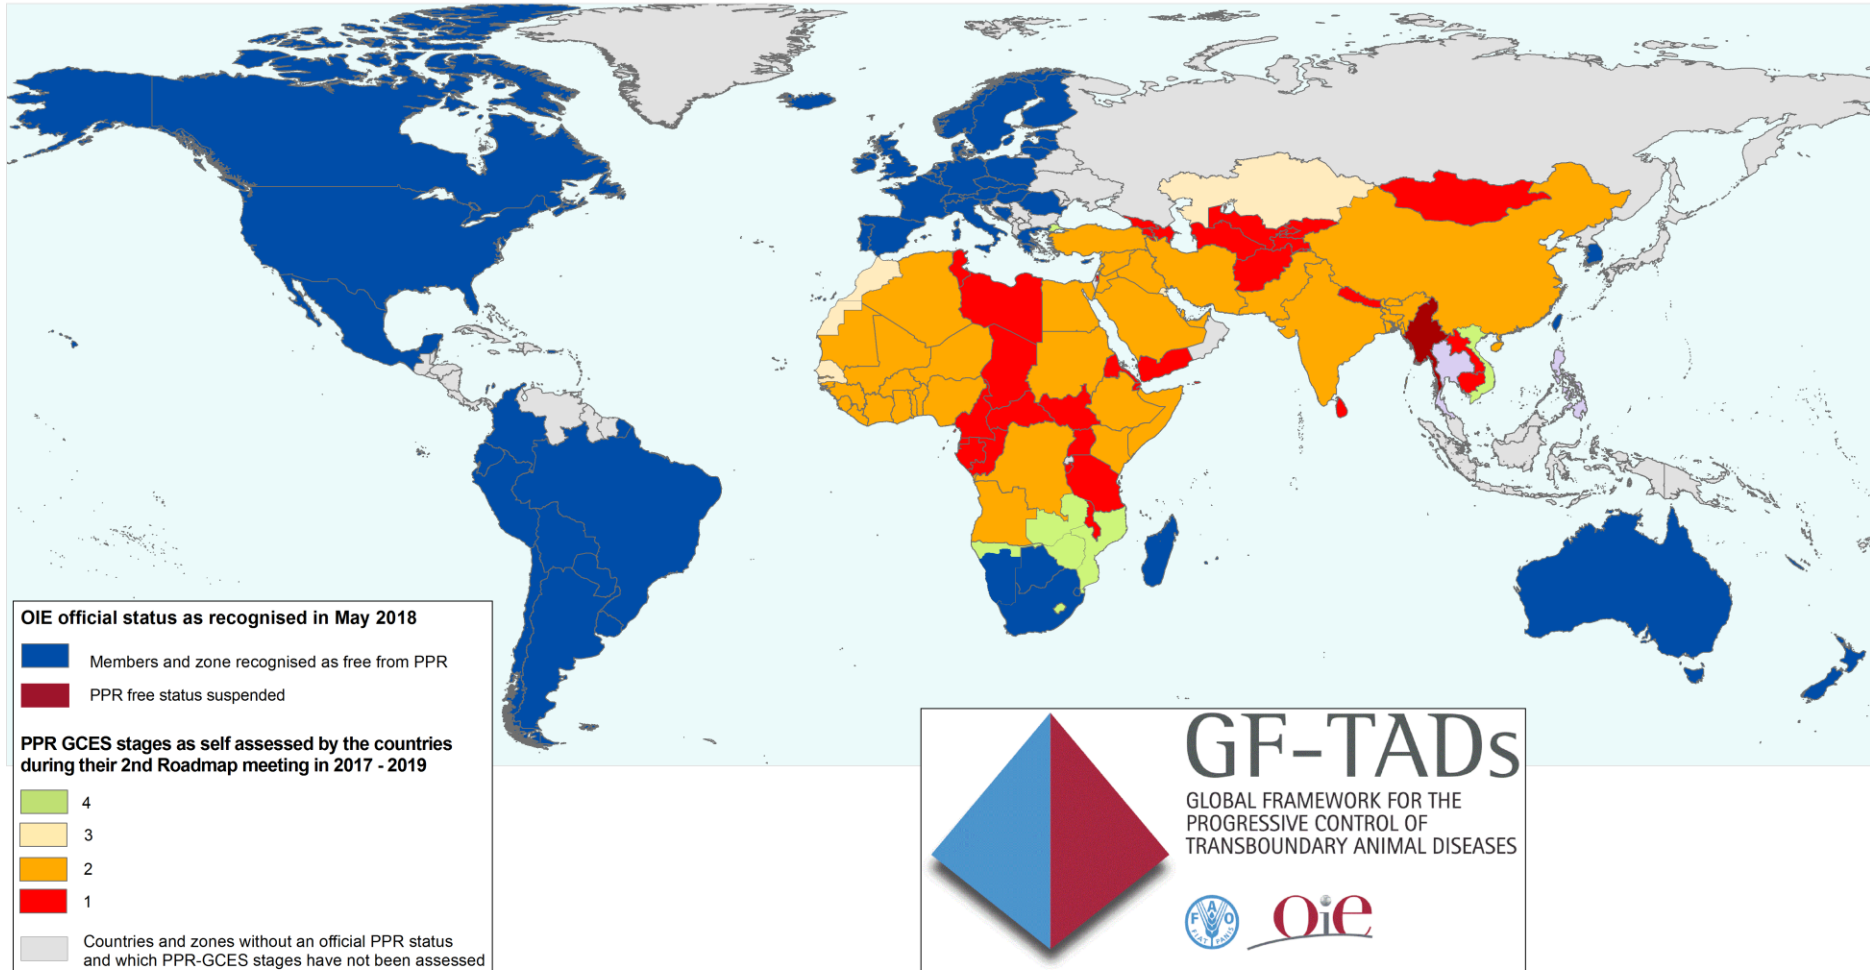 OIE official status as recognised in May 2018
Members and zone recognised as free from PPR
PPR free status suspended
PPR GCES stages as self assessed by the countries
during their 2nd Roadmap meeting in 2017 - 2019
4
3
2
1
Countries and zones without an official PPR status
and which PPR-GCES stages have not been assessed
GF-TADs
GLOBAL FRAMEWORK FOR THE
PROGRESSIVE CONTROL OF
TRANSBOUNDARY ANIMAL DISEASES
FAO
FIAT PANIS
OiE